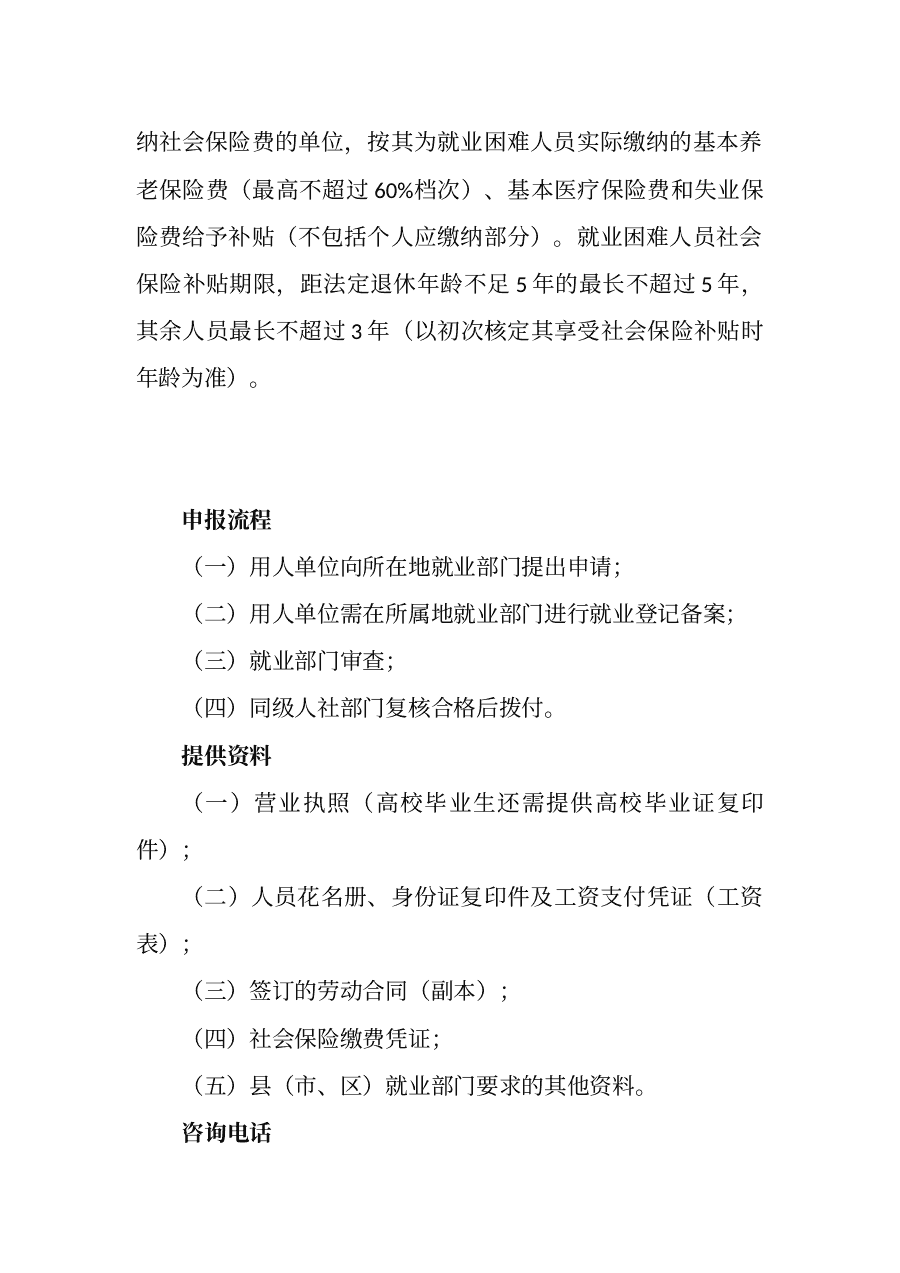 纳社会保险费的单位，按其为就业困难人员实际缴纳的基本养
老保险费（最高不超过 60%档次）、基本医疗保险费和失业保
险费给予补贴（不包括个人应缴纳部分）。就业困难人员社会
保险补贴期限，距法定退休年龄不足 5 年的最长不超过 5 年，
其余人员最长不超过 3 年（以初次核定其享受社会保险补贴时
年龄为准）。
申报流程
（一）用人单位向所在地就业部门提出申请；
（二）用人单位需在所属地就业部门进行就业登记备案；
（三）就业部门审查；
（四）同级人社部门复核合格后拨付。
提供资料
（一）营业执照（高校毕业生还需提供高校毕业证复印
件）；
（二）人员花名册、身份证复印件及工资支付凭证（工资
表）；
（三）签订的劳动合同（副本）；
（四）社会保险缴费凭证；
（五）县（市、区）就业部门要求的其他资料。
咨询电话